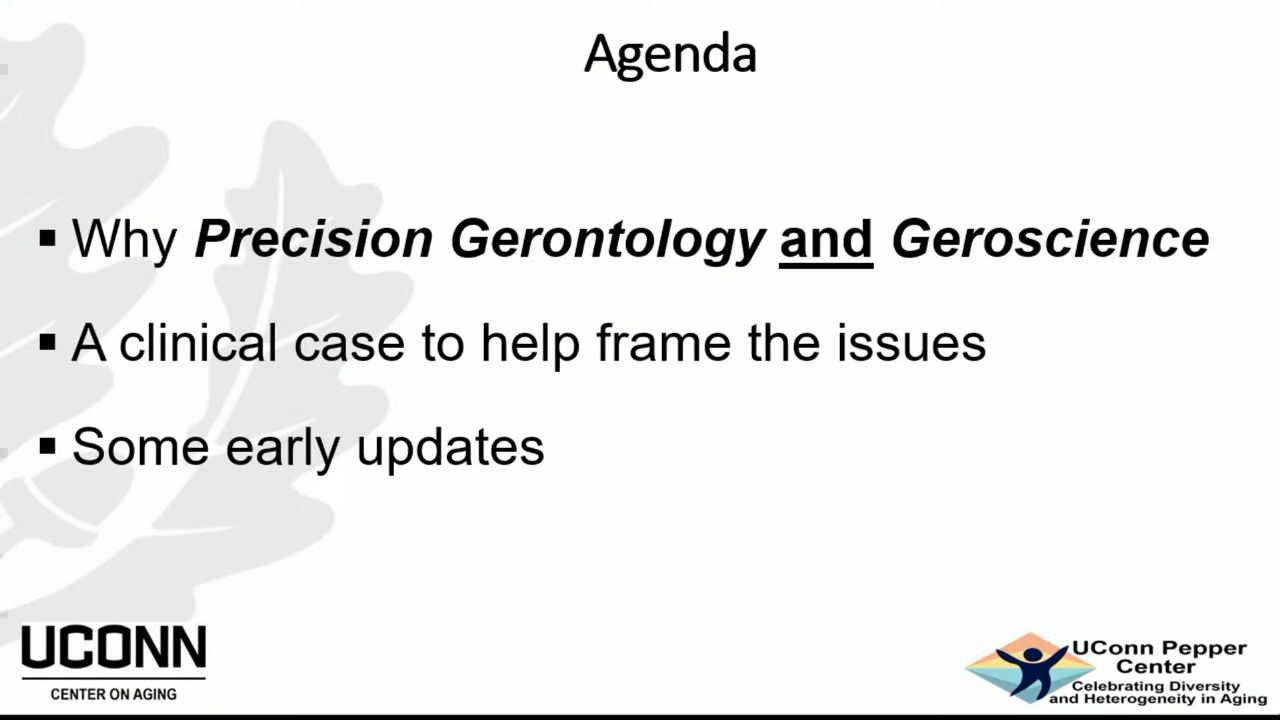 Agenda
▪ Why Precision Gerontology and Geroscience
▪ A clinical case to help frame the issues
▪ Some early updates
UCONN
CENTER ON AGING
UConn Pepper
Center
Celebrating Diversity
and Heterogeneity in Aging